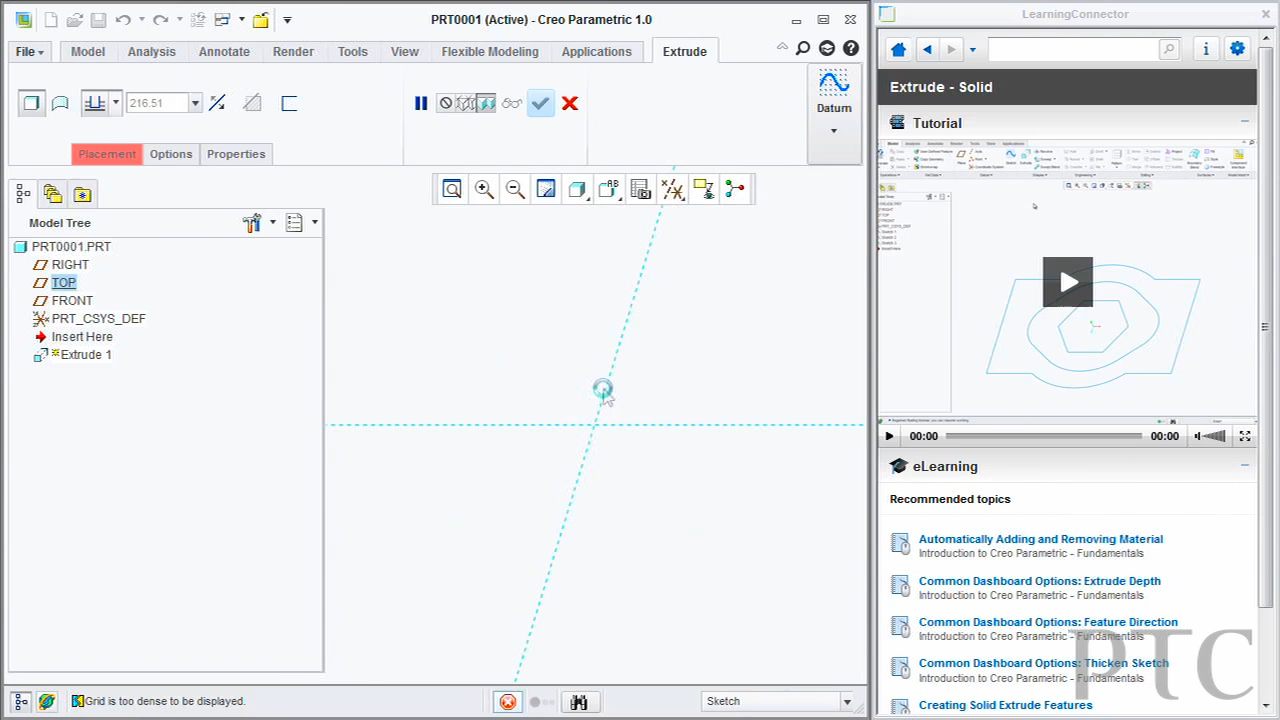 PRT0001 (Active) - Creo Parametric 1.0
File
Model
Analysis
Annotate
Render
Tools
View
Flexible Modeling
Applications
Extrude
216.51
Datum
Placement
Options
Properties
Model Tree
PRT0001.PRT
RIGHT
TOP
FRONT
PRT_CSYS_DEF
Insert Here
Extrude 1
Grid is too dense to be displayed.
Sketch
LearningConnector
Extrude - Solid
Tutorial
00:00
00:00
eLearning
Recommended topics
Automatically Adding and Removing Material
Introduction to Creo Parametric - Fundamentals
Common Dashboard Options: Extrude Depth
Introduction to Creo Parametric - Fundamentals
Common Dashboard Options: Feature Direction
Introduction to Creo Parametric - Fundamentals
Common Dashboard Options: Thicken Sketch
Introduction to Creo Parametric - Fundamentals
Creating Solid Extrude Features
PTC